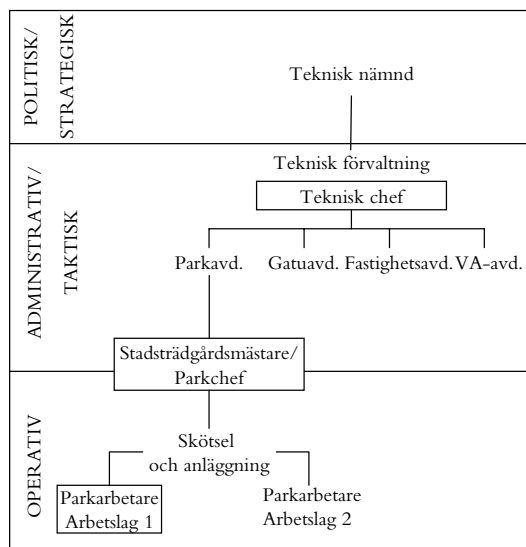 POLITISK/
STRATEGISK
Teknisk nämnd
ADMINISTRATIV/
TAKTISK
Teknisk förvaltning
Teknisk chef
Parkavd. Gatuavd. Fastighetsavd. VA-avd.
Stadsträdgårdsmästare/
Parkchef
OPERATIV
Skötsel
och anläggning
Parkarbetare
Arbetslag 1
Parkarbetare
Arbetslag 2